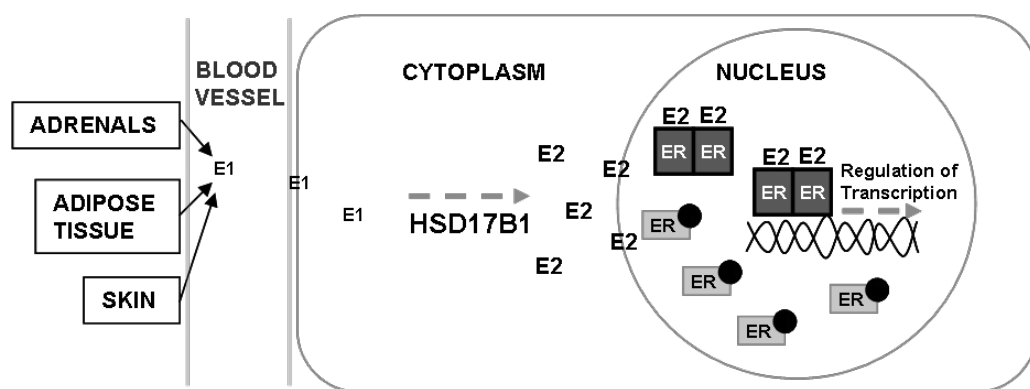 BLOOD
VESSEL
CYTOPLASM
NUCLEUS
ADRENALS
ADIPOSE
TISSUE
SKIN
E1
E1
E1
HSD17B1
E2
E2
E2
E2
E2
E2 E2
ER ER
E2 E2
ER ER
Regulation of
Transcription
ER
ER
ER
ER